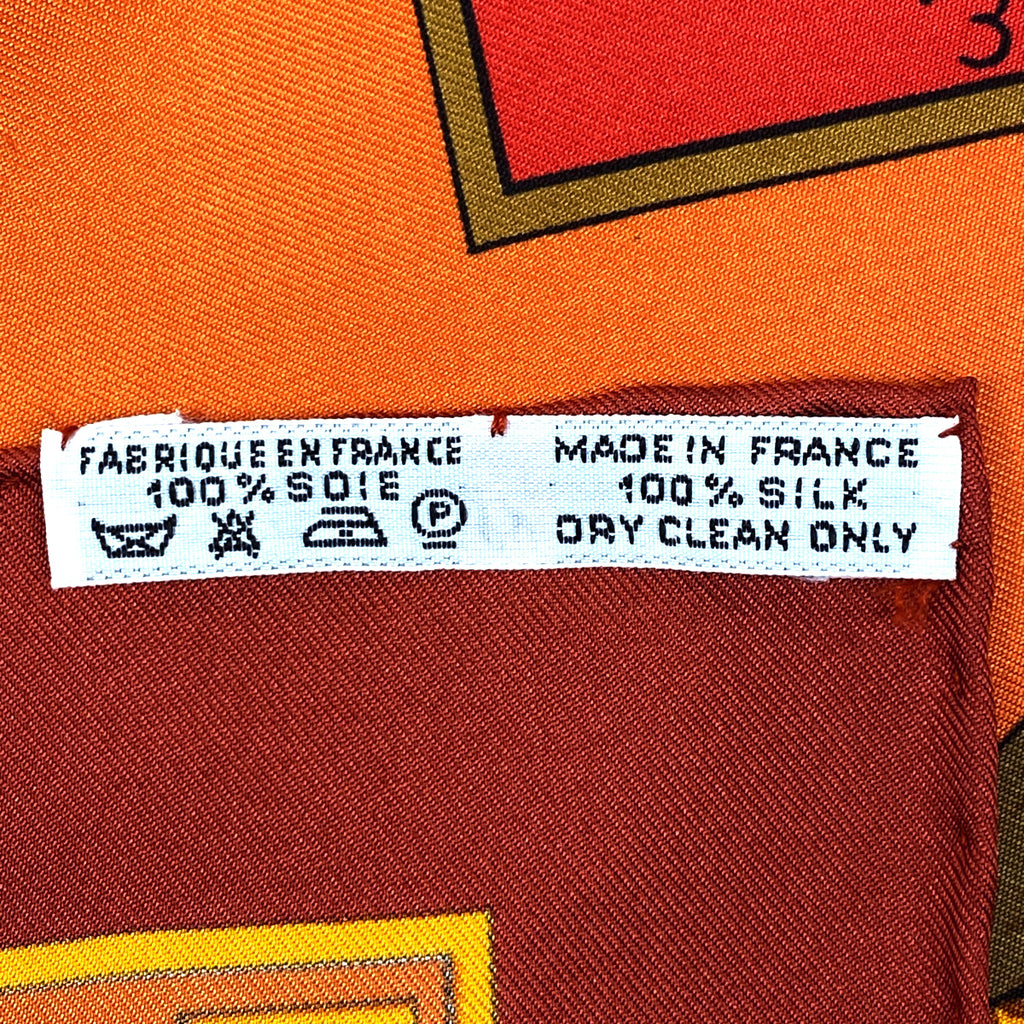 3
FABRIQUE EN FRANCE
100% SOIE
P
MADE IN FRANCE
100% SILK
DRY CLEAN ONLY